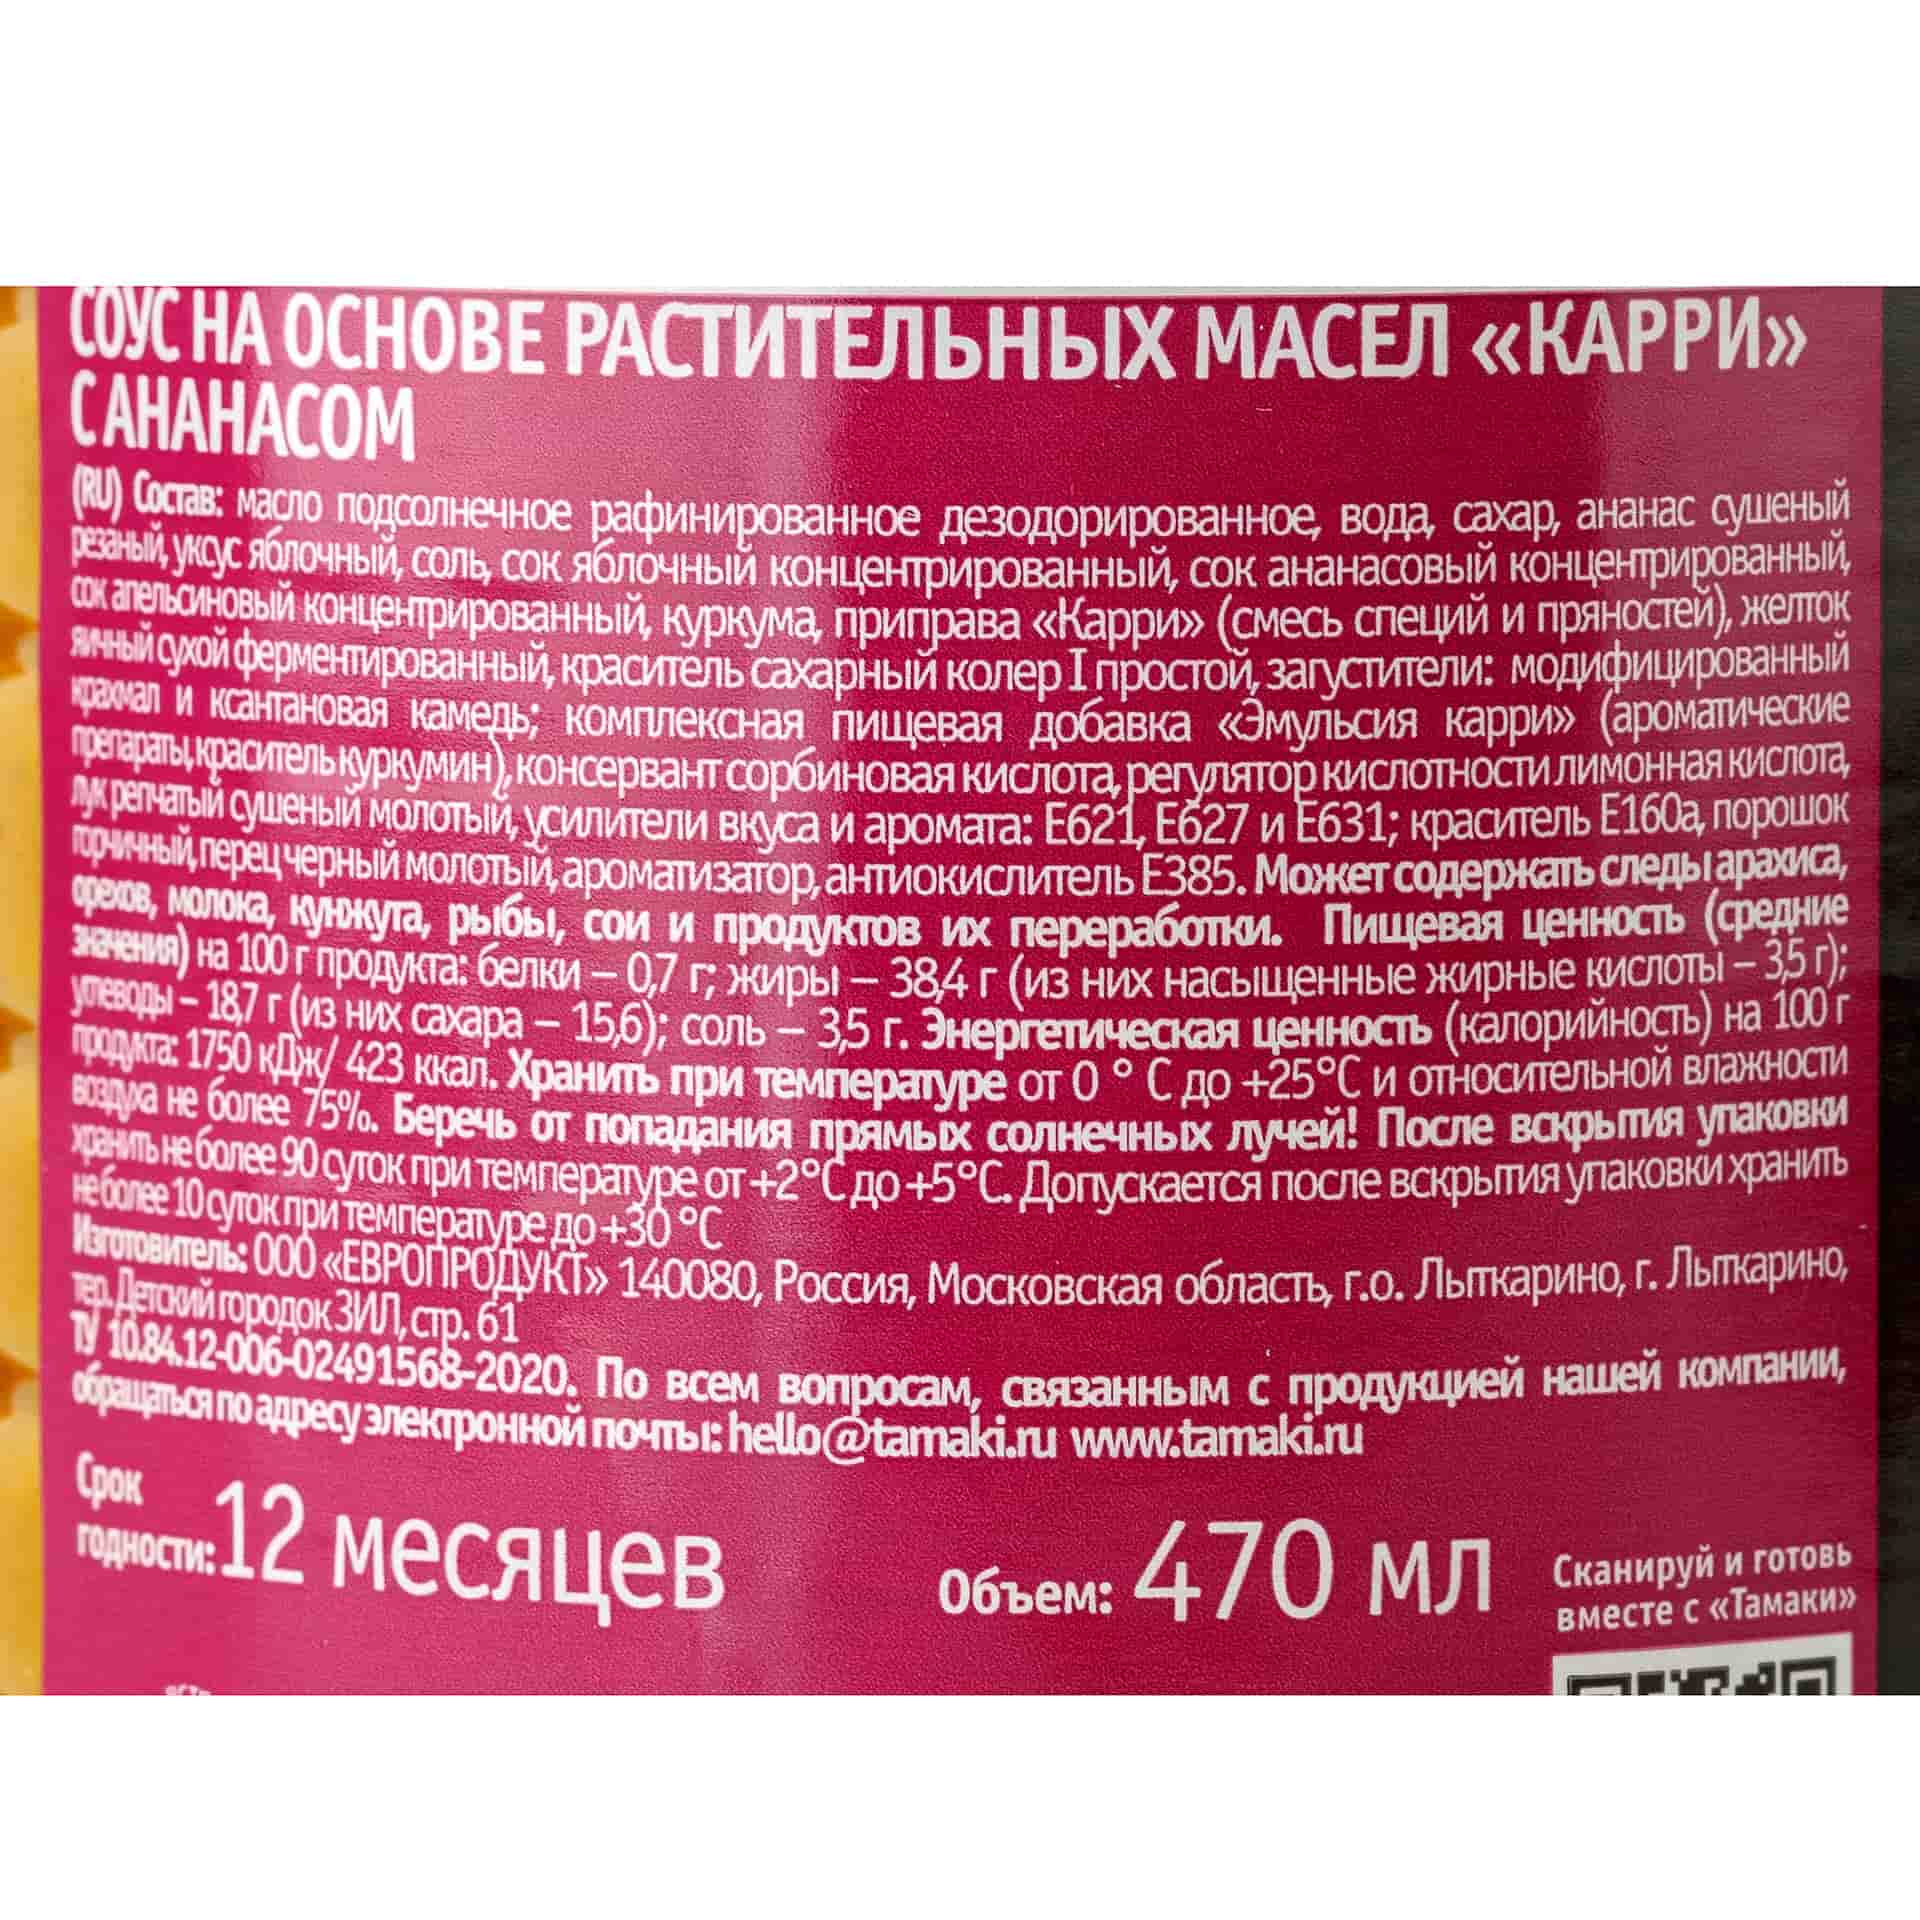 СОУС НА ОСНОВЕ РАСТИТЕЛЬНЫХ МАСЕЛ «КАРРИ»
С АНАНАСОМ
(RU) Состав: масло подсолнечное рафинированное дезодорированное, вода, сахар, ананас сушеный
резаный, уксус яблочный, соль, сок яблочный концентрированный, сок ананасовый концентрированный,
сок апельсиновый концентрированный, куркума, приправа «Карри» (смесь специй и пряностей), желток
яичный сухой ферментированный, краситель сахарный колер I простой, загустители: модифицированный
крахмал и ксантановая камедь; комплексная пищевая добавка «Эмульсия карри» (ароматические
препараты, краситель куркумин), консервант сорбиновая кислота, регулятор кислотности лимонная кислота,
лук репчатый сушеный молотый, усилители вкуса и аромата: Е621, Е627 и Е631; краситель Е160а, порошок
горчичный, перец черный молотый, ароматизатор, антиокислитель Е385. Может содержать следы арахиса,
орехов, молока, кунжута, рыбы, сои и продуктов их переработки. Пищевая ценность (средние
значения) на 100 г продукта: белки – 0,7 г; жиры – 38,4 г (из них насыщенные жирные кислоты – 3,5 г);
углеводы – 18,7 г (из них сахара – 15,6); соль – 3,5 г. Энергетическая ценность (калорийность) на 100 г
продукта: 1750 кДж/ 423 ккал. Хранить при температуре от 0 ° С до +25°С и относительной влажности
воздуха не более 75%. Беречь от попадания прямых солнечных лучей! После вскрытия упаковки
хранить не более 90 суток при температуре от +2°С до +5°С. Допускается после вскрытия упаковки хранить
не более 10 суток при температуре до +30 °С
Изготовитель: ООО «ЕВРОПРОДУКТ» 140080, Россия, Московская область, г.о. Лыткарино, г. Лыткарино,
тер. Детский городок ЗИЛ, стр. 61
ТУ 10.84.12-006-02491568-2020. По всем вопросам, связанным с продукцией нашей компании,
обращаться по адресу электронной почты: hello@tamaki.ru www.tamaki.ru
Срок
годности: 12 месяцев
Объем: 470 мл
Сканируй и готовь
вместе с «Тамаки»